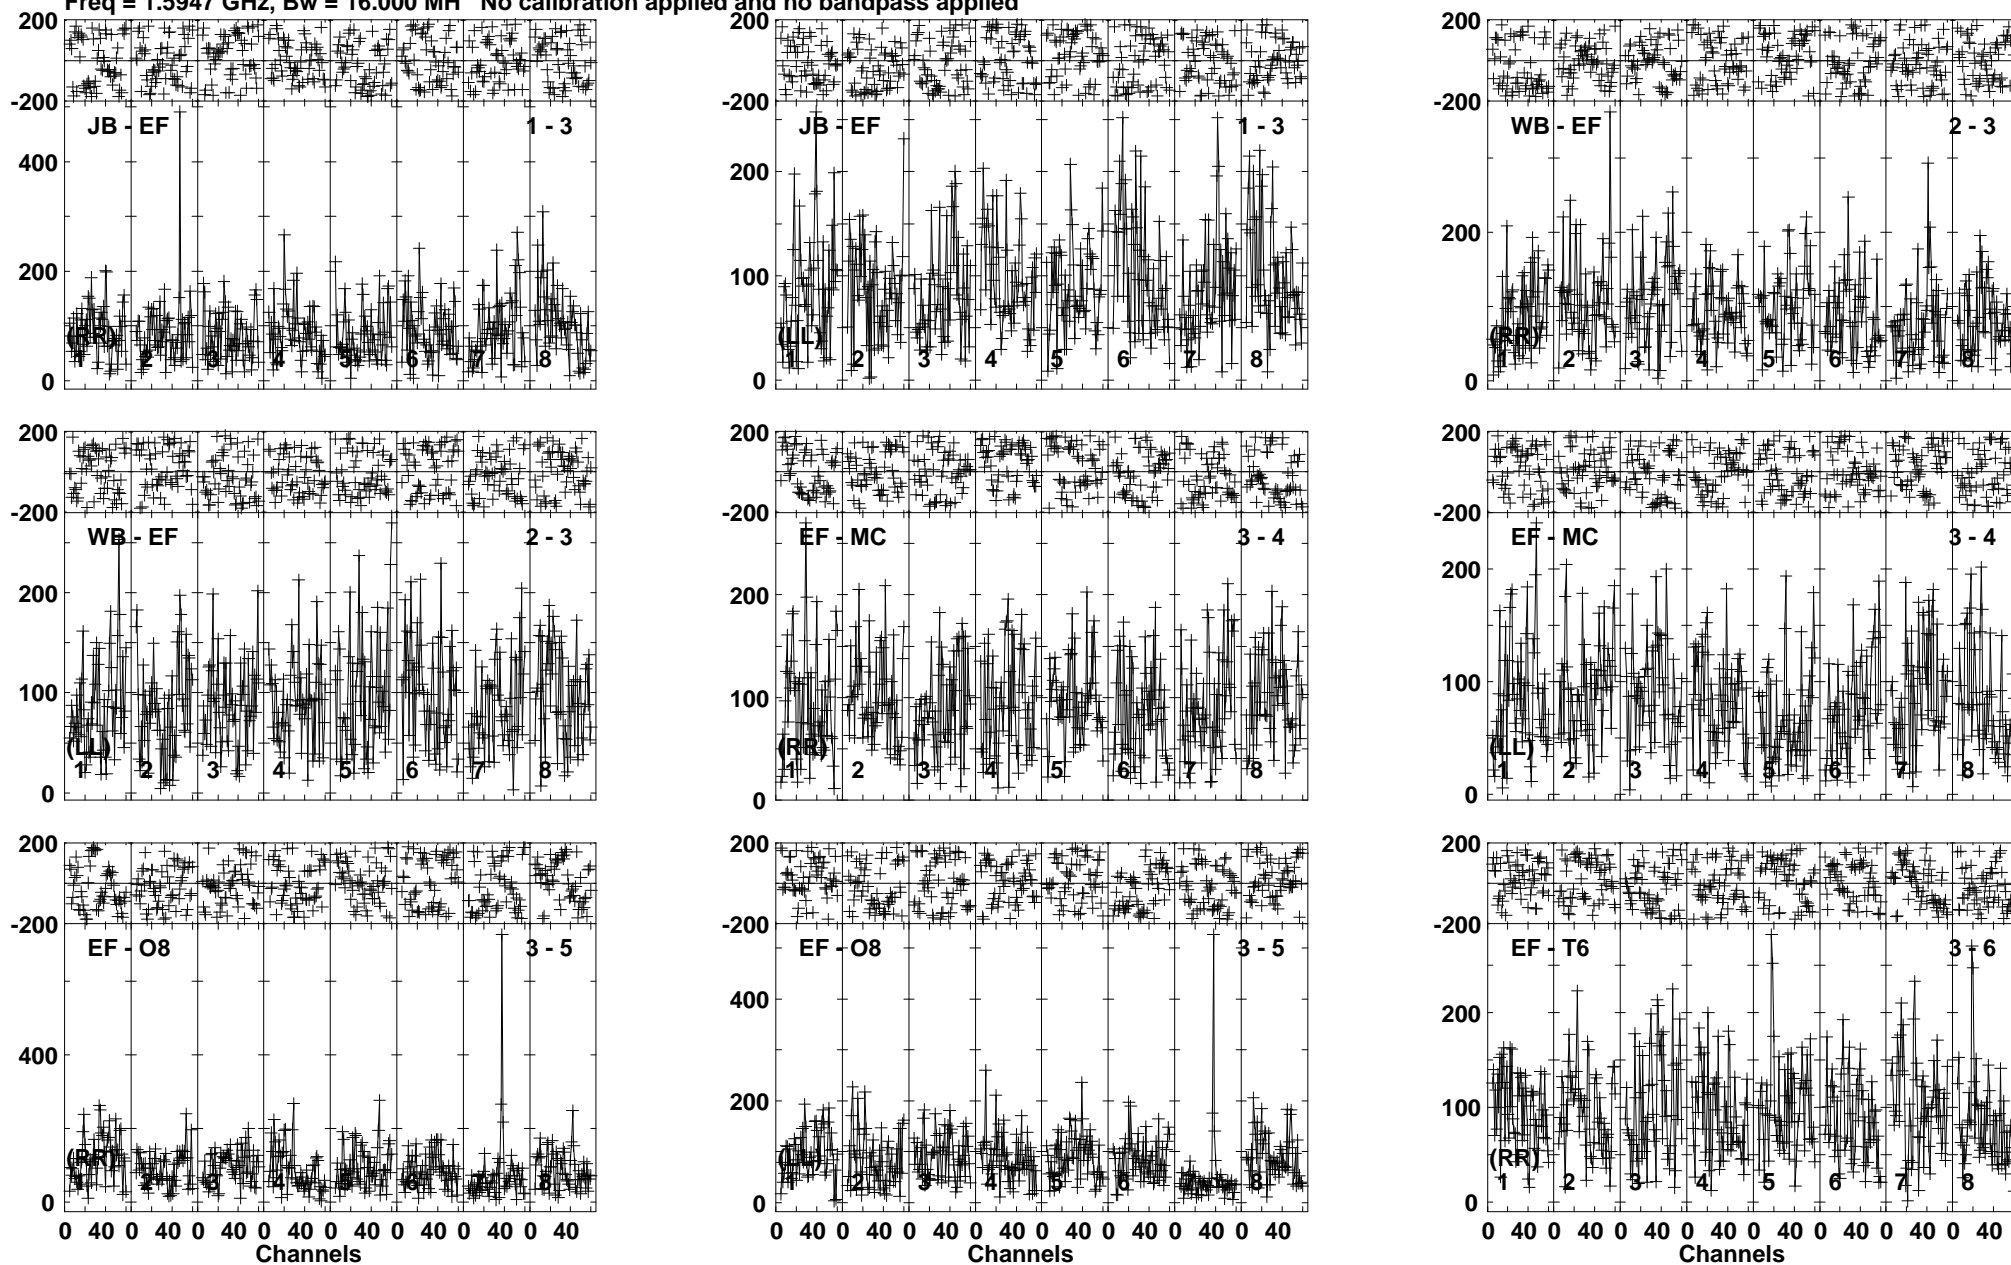 Freq = 1.5947 GHz, Bw = 16.000 MH No calibration applied and no bandpass applied
200 200 200
-200 -200 -200
JB - EF 1 - 3 JB - EF 1 - 3 WB - EF 2 - 3
400 200 200
200 100
(RR) (LL) (RR)
1 2 3 4 5 6 7 8 1 2 3 4 5 6 7 8 1 2 3 4 5 6 7 8
0 0 0
200 200 200
-200 -200 -200
WB - EF 2 - 3 EF - MC 3 - 4 EF - MC 3 - 4
200 200 200
100 100 100
(LL) (RR) (LL)
1 2 3 4 5 6 7 8 1 2 3 4 5 6 7 8 1 2 3 4 5 6 7 8
0 0 0
200 200 200
-200 -200 -200
EF - O8 3 - 5 EF - O8 3 - 5 EF - T6 3 - 6
400 400 200
200 100
(RR) (LL) (RR)
1 2 3 4 5 6 7 8 1 2 3 4 5 6 7 8 1 2 3 4 5 6 7 8
0 0 0
0 40 0 40 0 40 0 40 0 40 0 40 0 40 0 40 0 40 0 40 0 40 0 40 0 40 0 40 0 40 0 40 0 40 0 40 0 40 0 40 0 40 0 40 0 40 0 40
Channels Channels Channels